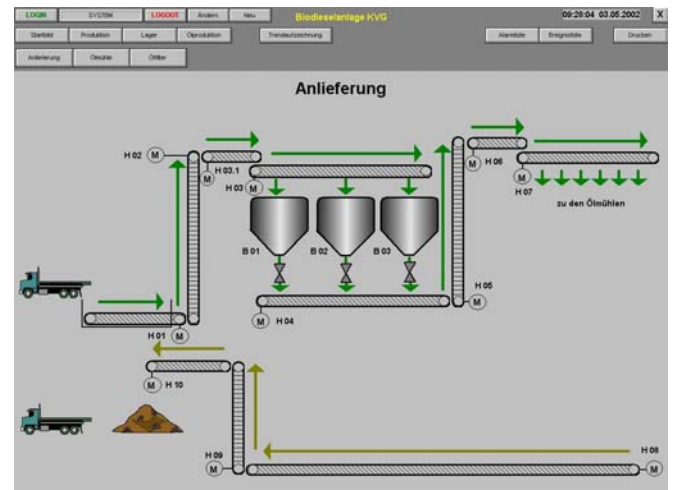 LOGIN SYSTEM LOGOUT Ändern Neu Biodieselanlage KVG 09:28:04 03.05.2002 X
Startbild Produktion Lager Ölproduktion Trendaufzeichnung Alarmliste Ereignisliste Drucken
Anlieferung Ölmühle Ölfilter
Anlieferung
H 02 M
M H 03.1
H 03 M
M H 06
M
H 07
zu den Ölmühlen
B 01 B 02 B 03
H 05
M
H 01 M
M H 04
M H 10
H 09
M
H 08
M